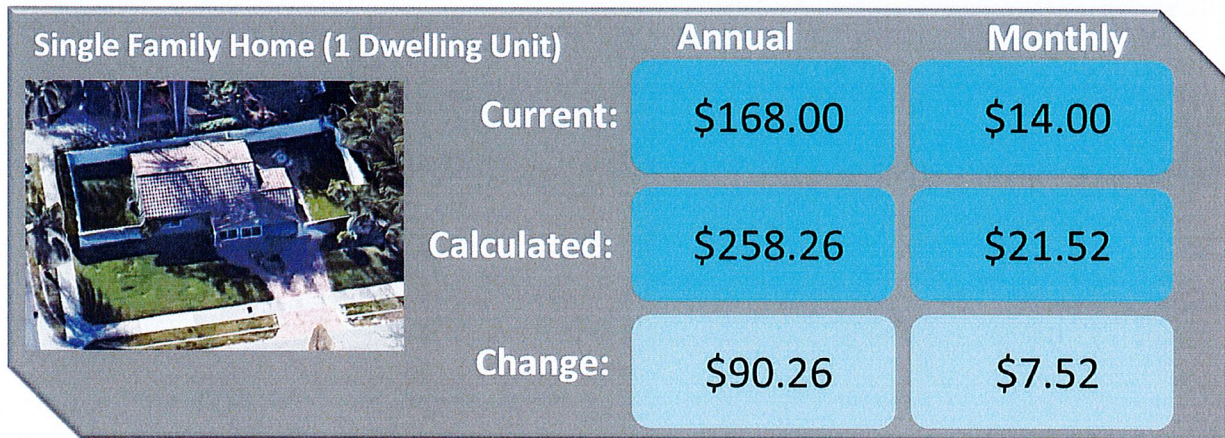 Single Family Home (1 Dwelling Unit)
Annual
Monthly
Current:
$168.00
$14.00
Calculated:
$258.26
$21.52
Change:
$90.26
$7.52